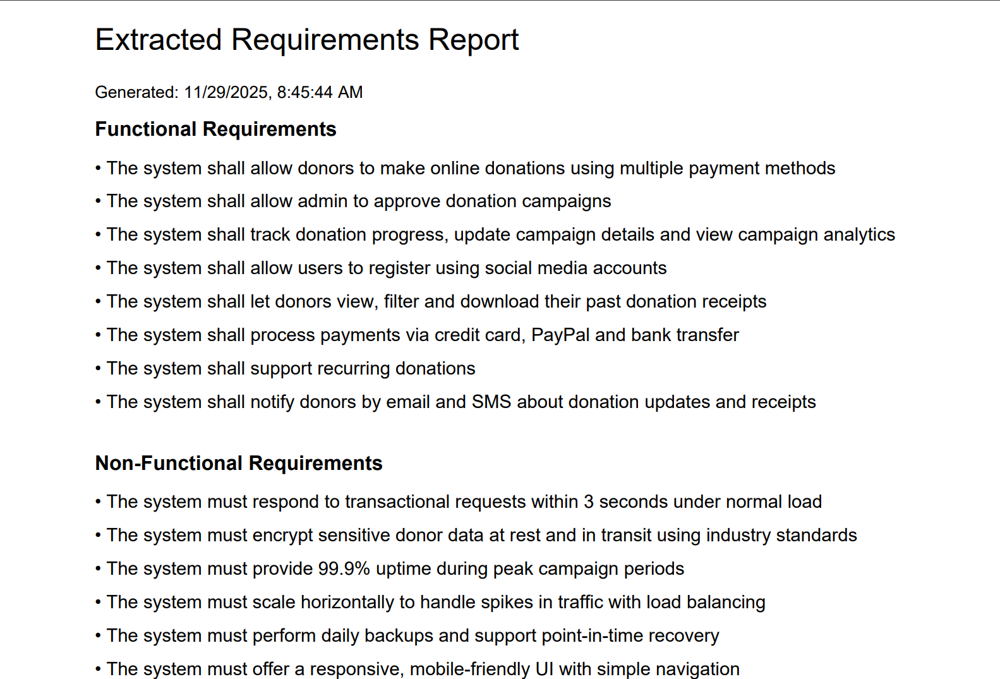 Extracted Requirements Report
Generated: 11/29/2025, 8:45:44 AM
Functional Requirements
• The system shall allow donors to make online donations using multiple payment methods
• The system shall allow admin to approve donation campaigns
• The system shall track donation progress, update campaign details and view campaign analytics
• The system shall allow users to register using social media accounts
• The system shall let donors view, filter and download their past donation receipts
• The system shall process payments via credit card, PayPal and bank transfer
• The system shall support recurring donations
• The system shall notify donors by email and SMS about donation updates and receipts
Non-Functional Requirements
• The system must respond to transactional requests within 3 seconds under normal load
• The system must encrypt sensitive donor data at rest and in transit using industry standards
• The system must provide 99.9% uptime during peak campaign periods
• The system must scale horizontally to handle spikes in traffic with load balancing
• The system must perform daily backups and support point-in-time recovery
• The system must offer a responsive, mobile-friendly UI with simple navigation